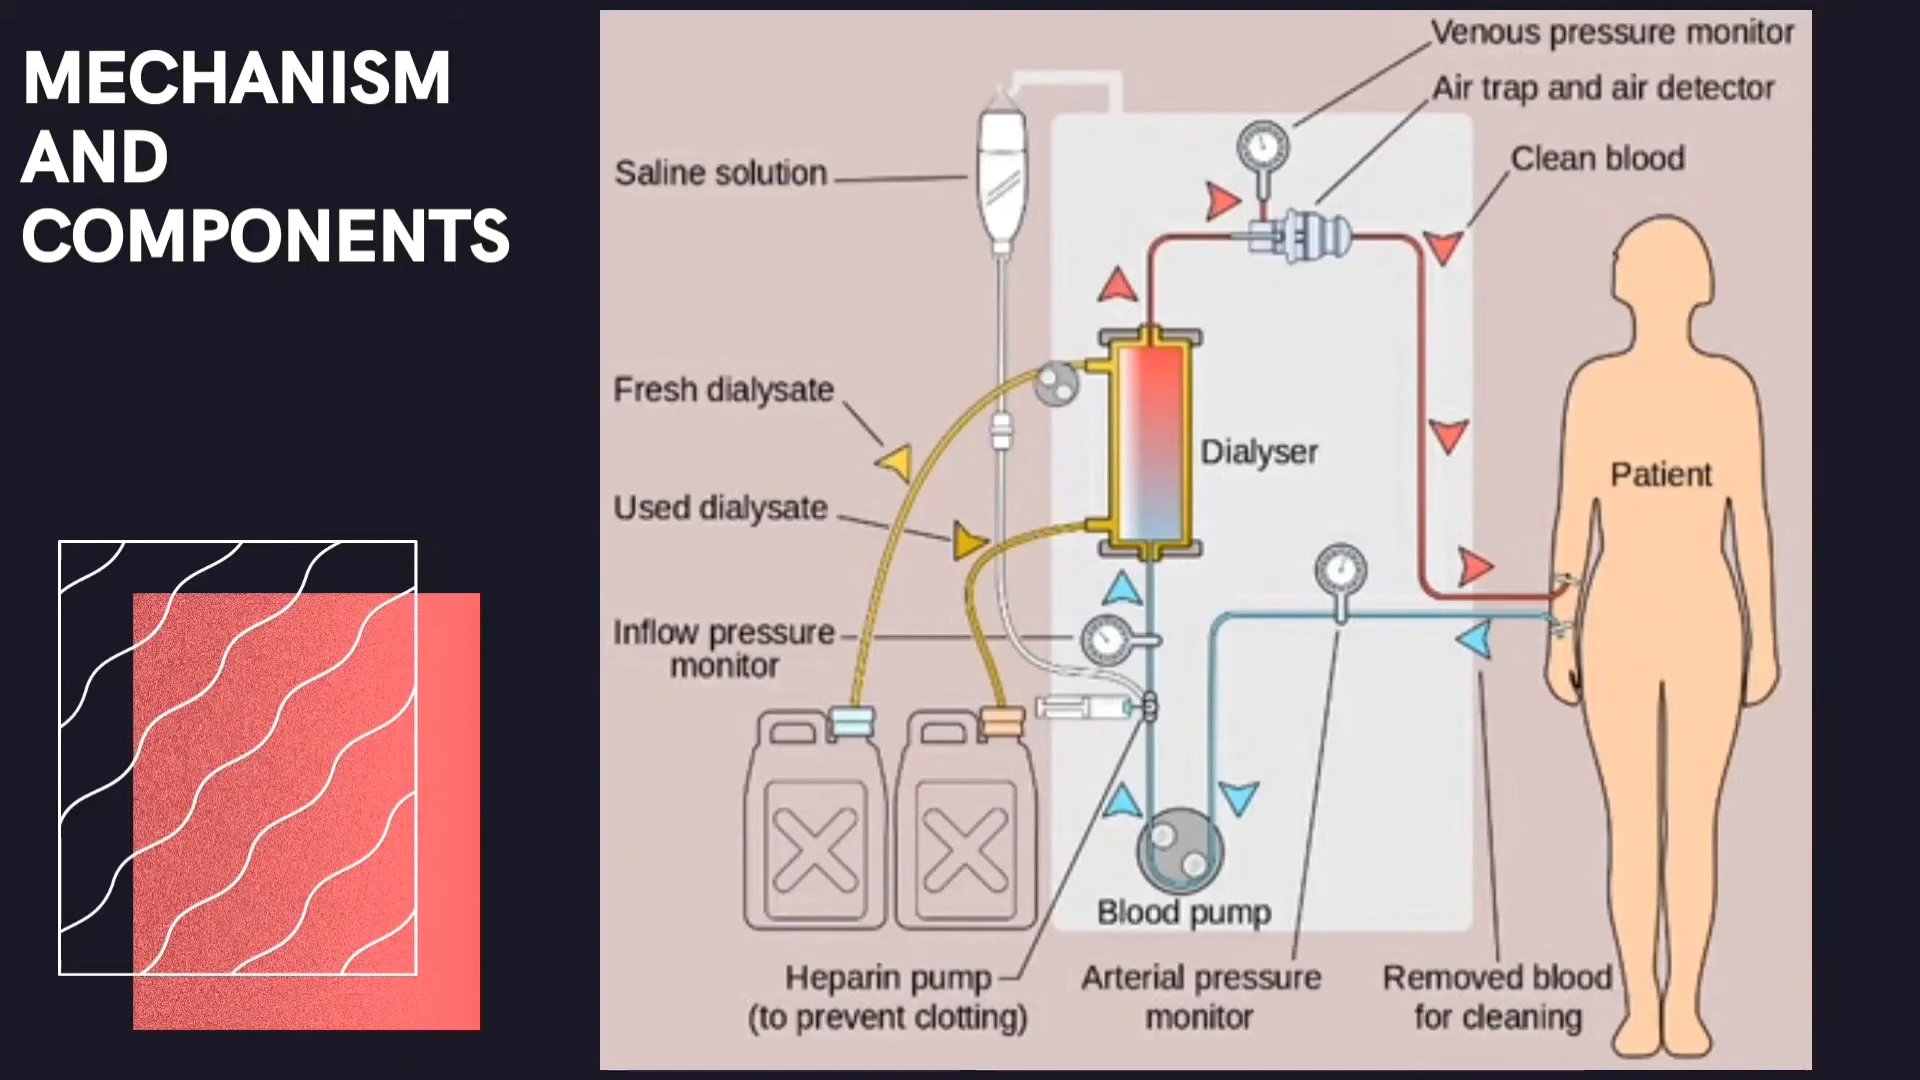 MECHANISM
AND
COMPONENTS
Venous pressure monitor
Air trap and air detector
Clean blood
Saline solution
Fresh dialysate
Dialyser
Patient
Used dialysate
Inflow pressure
monitor
Blood pump
Heparin pump
(to prevent clotting)
Arterial pressure
monitor
Removed blood
for cleaning